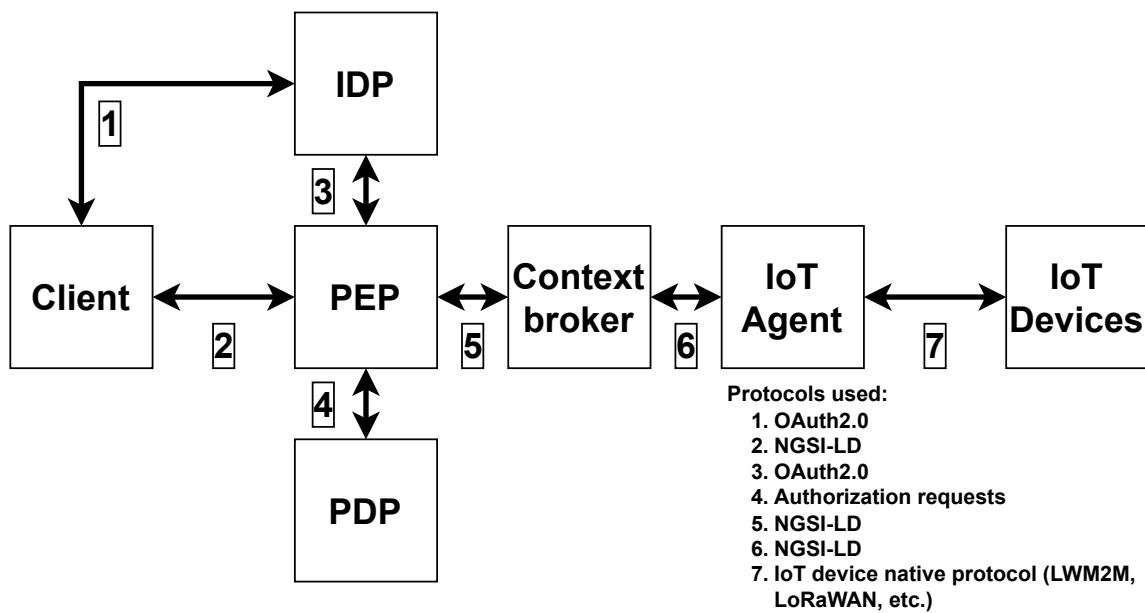 IDP
1
3
Client
PEP
Context
broker
IoT
Agent
IoT
Devices
2
5
6
7
4
PDP
Protocols used:
1. OAuth2.0
2. NGSI-LD
3. OAuth2.0
4. Authorization requests
5. NGSI-LD
6. NGSI-LD
7. IoT device native protocol (LWM2M,
LoRaWAN, etc.)